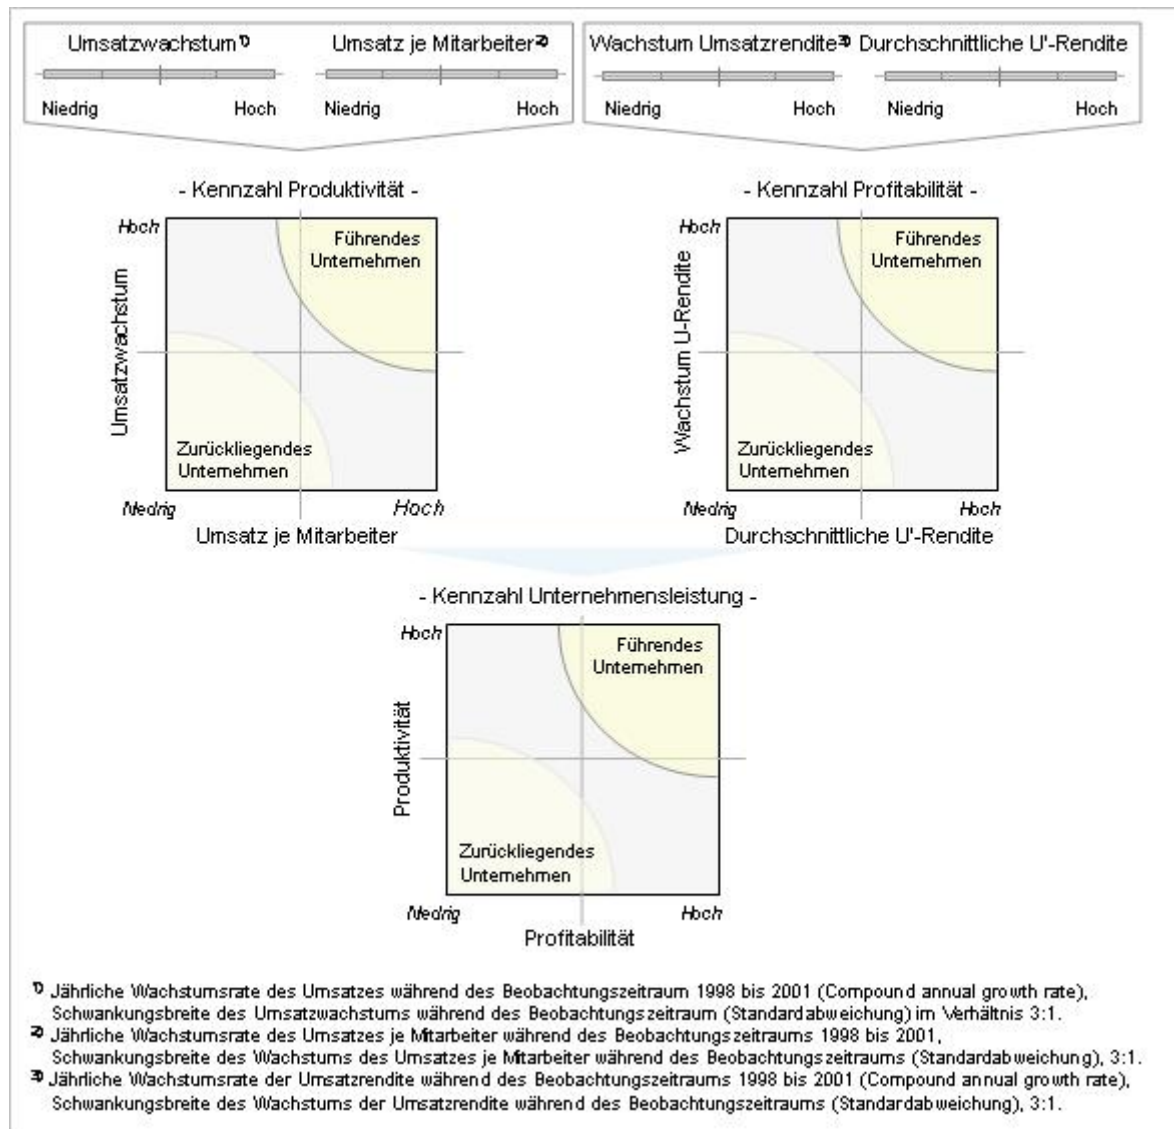 Umsatzwachstum 1)
Umsatz je Mitarbeiter 2)
Wachstum Umsatzrendite 3)
Durchschnittliche U'-Rendite
Niedrig Hoch
Niedrig Hoch
Niedrig Hoch
Niedrig Hoch
- Kennzahl Produktivität -
Hoch
Führendes
Unternehmen
Umsatzwachstum
Zurückliegendes
Unternehmen
Niedrig
Hoch
Umsatz je Mitarbeiter
- Kennzahl Profitabilität -
Hoch
Führendes
Unternehmen
Wachstum U-Rendite
Zurückliegendes
Unternehmen
Niedrig
Hoch
Durchschnittliche U'-Rendite
- Kennzahl Unternehmensleistung -
Hoch
Führendes
Unternehmen
Produktivität
Zurückliegendes
Unternehmen
Niedrig
Hoch
Profitabilität
1) Jährliche Wachstumsrate des Umsatzes während des Beobachtungszeitraum 1998 bis 2001 (Compound annual growth rate),
Schwankungsbreite des Umsatzwachstums während des Beobachtungszeitraum (Standardabweichung) im Verhältnis 3:1.
2) Jährliche Wachstumsrate des Umsatzes je Mitarbeiter während des Beobachtungszeitraums 1998 bis 2001,
Schwankungsbreite des Wachstums des Umsatzes je Mitarbeiter während des Beobachtungszeitraums (Standardabweichung), 3:1.
3) Jährliche Wachstumsrate der Umsatzrendite während des Beobachtungszeitraums 1998 bis 2001 (Compound annual growth rate),
Schwankungsbreite des Wachstums der Umsatzrendite während des Beobachtungszeitraums (Standardabweichung), 3:1.